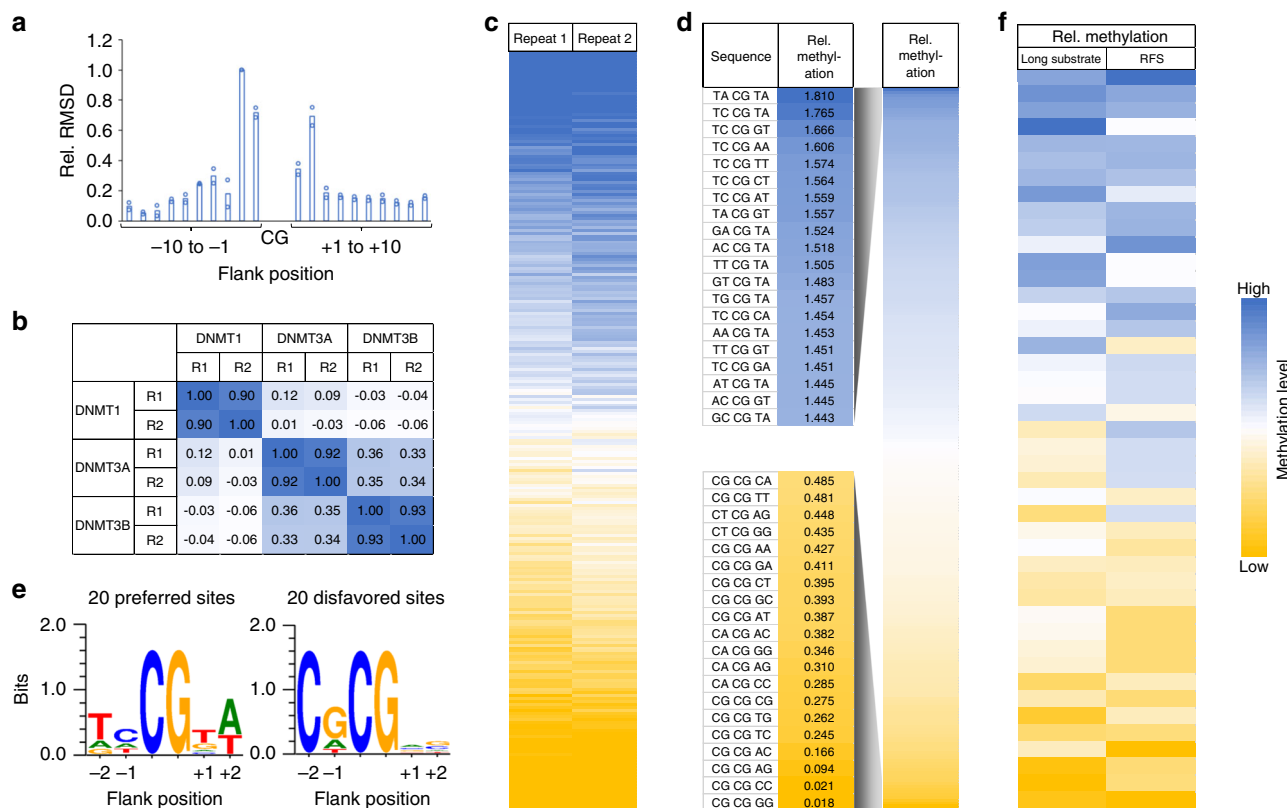 a
1.2
1.0
0.8
0.6
0.4
0.2
0.0
Rel. RMSD
–10 to –1
CG
+1 to +10
Flank position
b
DNMT1 DNMT3A DNMT3B
R1 R2 R1 R2 R1 R2
DNMT1 R1 1.00 0.90 0.12 0.09 -0.03 -0.04
R2 0.90 1.00 0.01 -0.03 -0.06 -0.06
DNMT3A R1 0.12 0.01 1.00 0.92 0.36 0.33
R2 0.09 -0.03 0.92 1.00 0.35 0.34
DNMT3B R1 -0.03 -0.06 0.36 0.35 1.00 0.93
R2 -0.04 -0.06 0.33 0.34 0.93 1.00
e
20 preferred sites
2.0
1.0
0.0
Bits
–2 –1 +1 +2
Flank position
20 disfavored sites
2.0
1.0
0.0
–2 –1 +1 +2
Flank position
c
Repeat 1 Repeat 2
d
Sequence
Rel.
methyl-
ation
Rel.
methyl-
ation
TA CG TA 1.810
TC CG TA 1.765
TC CG GT 1.666
TC CG AA 1.606
TC CG TT 1.574
TC CG CT 1.564
TC CG AT 1.559
TA CG GT 1.557
GA CG TA 1.524
AC CG TA 1.518
TT CG TA 1.505
GT CG TA 1.483
TG CG TA 1.457
TC CG CA 1.454
AA CG TA 1.453
TT CG GT 1.451
TC CG GA 1.451
AT CG TA 1.445
AC CG GT 1.445
GC CG TA 1.443
CG CG CA 0.485
CG CG TT 0.481
CT CG AG 0.448
CT CG GG 0.435
CG CG AA 0.427
CG CG GA 0.411
CG CG CT 0.395
CG CG GC 0.393
CG CG AT 0.387
CA CG AC 0.382
CA CG GG 0.346
CA CG AG 0.310
CA CG CC 0.285
CG CG CG 0.275
CG CG TG 0.262
CG CG TC 0.245
CG CG AC 0.166
CG CG AG 0.094
CG CG CC 0.021
CG CG GG 0.018
f
Rel. methylation
Long substrate RFS
High
Methylation level
Low